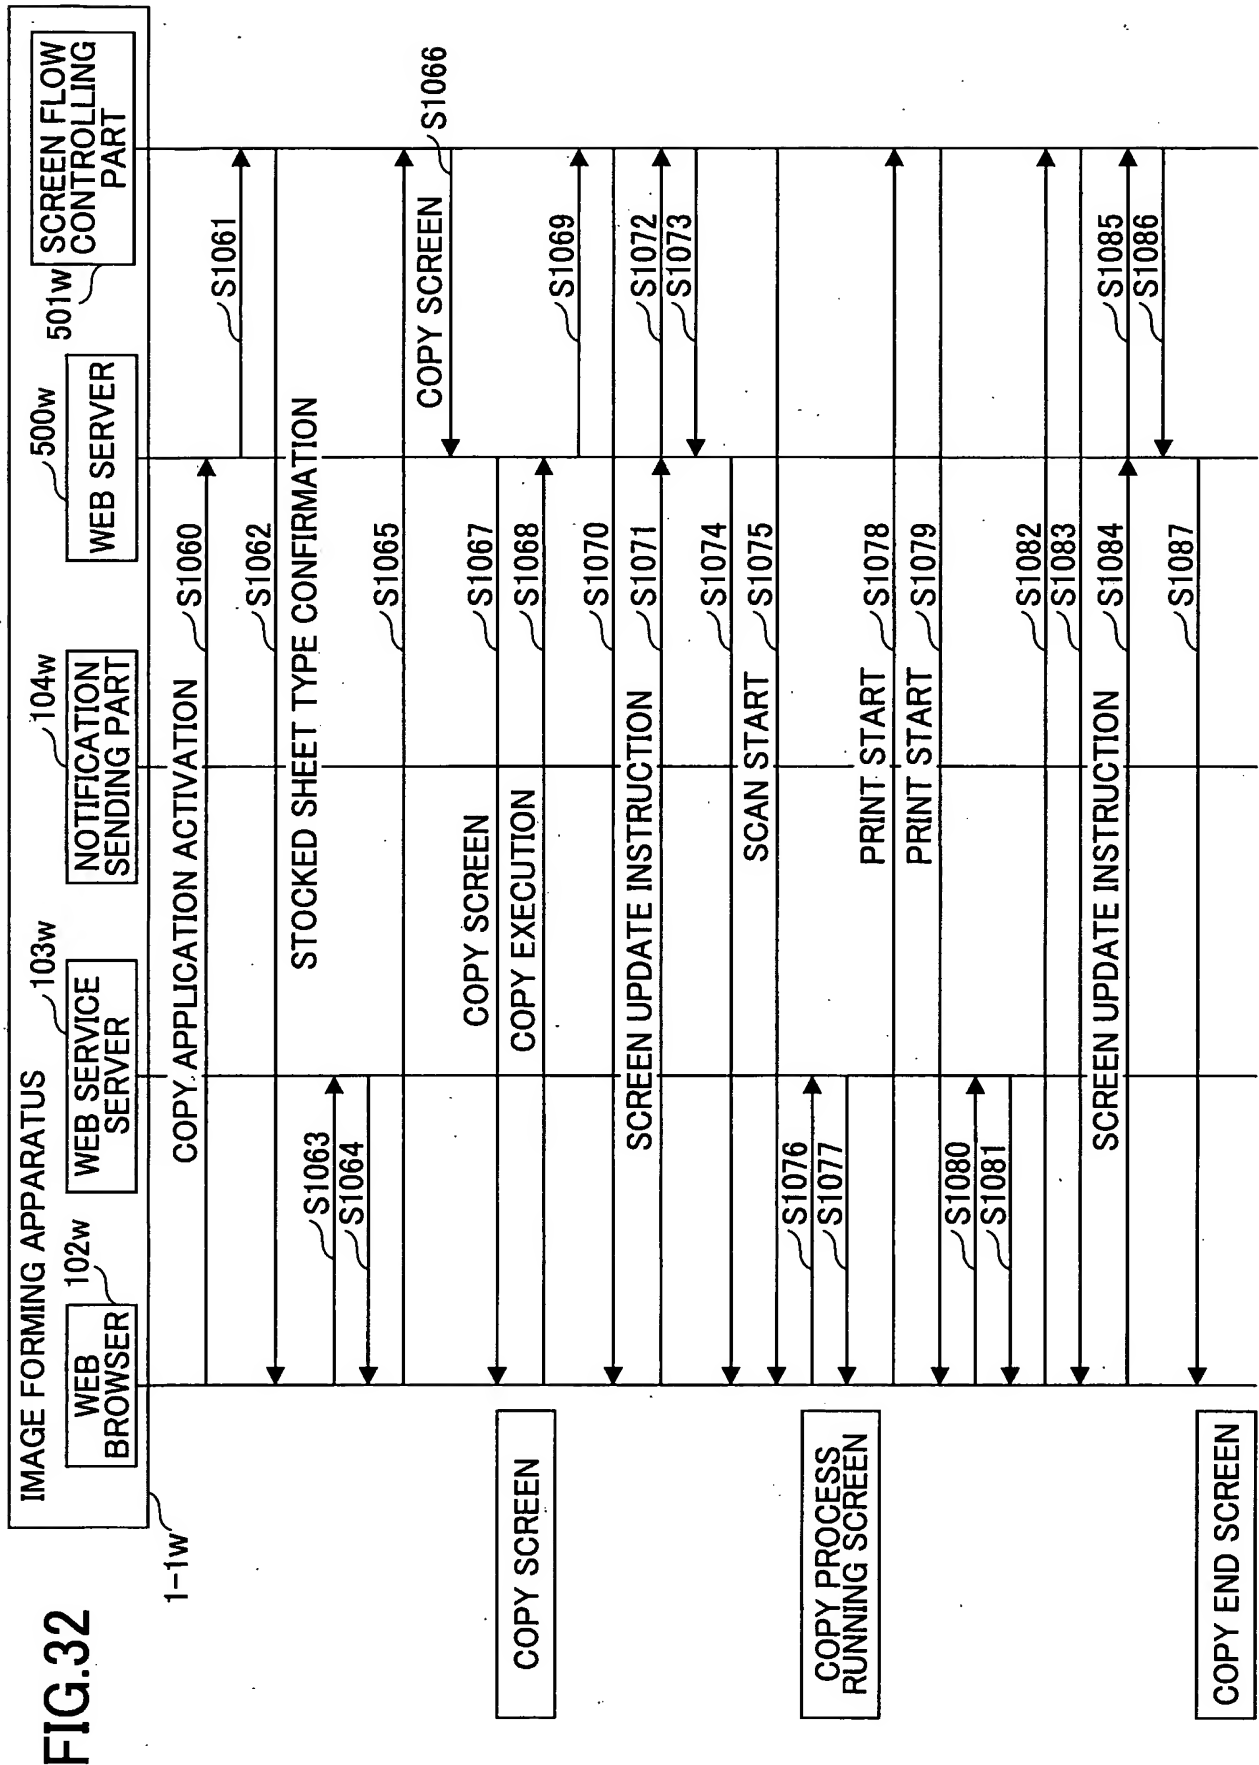 FIG.32
1-1w
IMAGE FORMING APPARATUS
WEB
BROWSER
102w
WEB SERVICE
SERVER
103w
NOTIFICATION
SENDING PART
104w
WEB SERVER
500w
SCREEN FLOW
CONTROLLING
PART
501w
COPY APPLICATION ACTIVATION
S1060
S1061
S1062
STOCKED SHEET TYPE CONFIRMATION
S1063
S1064
S1065
COPY SCREEN
S1066
COPY SCREEN
COPY SCREEN
S1067
COPY EXECUTION
S1068
S1069
S1070
SCREEN UPDATE INSTRUCTION
S1071
S1072
S1073
S1074
SCAN START
S1075
COPY PROCESS
RUNNING SCREEN
S1076
S1077
PRINT START
S1078
PRINT START
S1079
S1080
S1081
S1082
S1083
SCREEN UPDATE INSTRUCTION
S1084
S1085
S1086
COPY END SCREEN
S1087